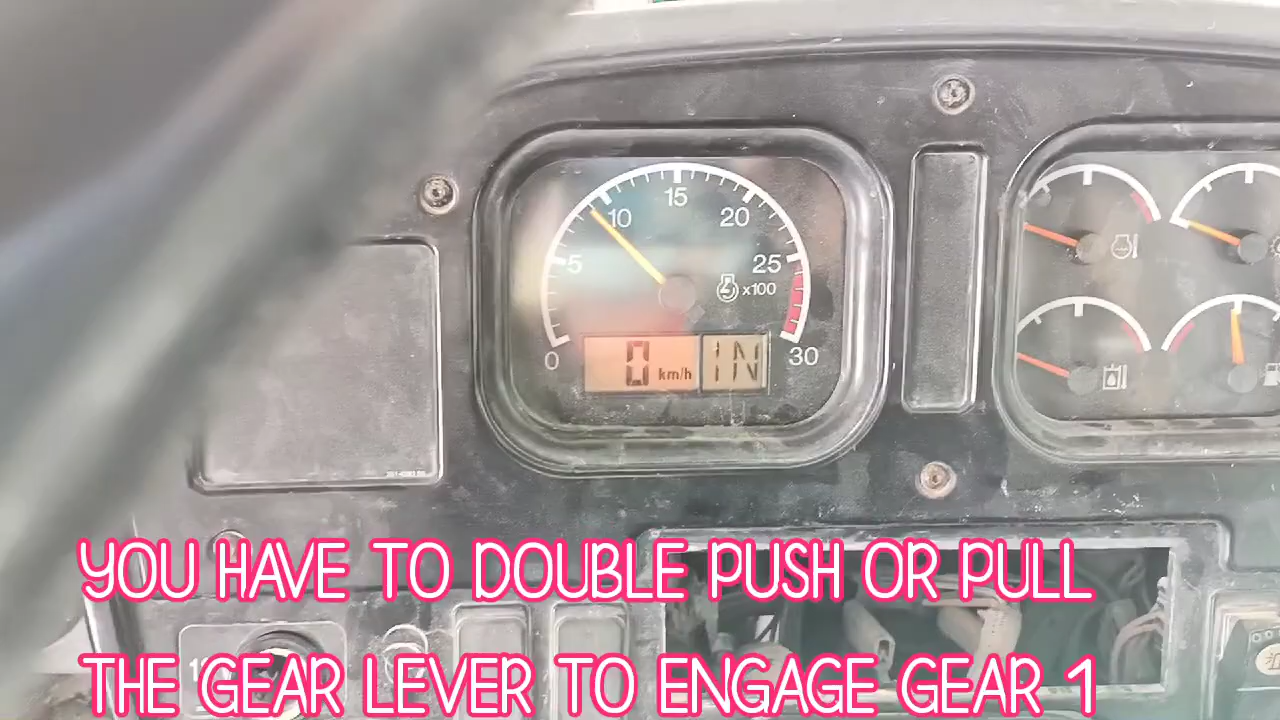 15
10
20
5
25
x100
0
30
0 km/h
1N
YOU HAVE TO DOUBLE PUSH OR PULL
THE GEAR LEVER TO ENGAGE GEAR 1